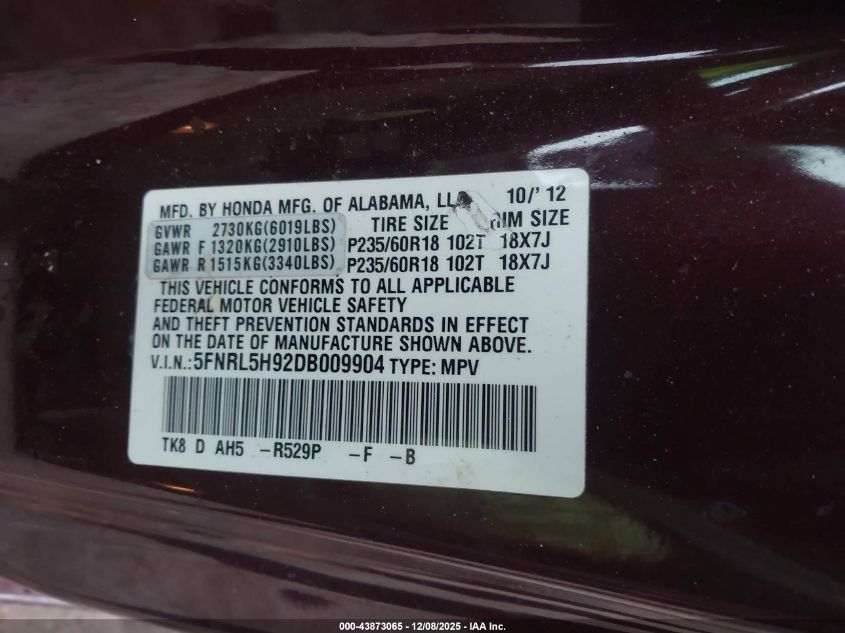 MFD. BY HONDA MFG. OF ALABAMA, 10/'12
GVWR 2730KG(6019LBS) TIRE SIZE RIM SIZE
GAWR F 1320KG(2910LBS) P235/60R18 102T 18X7J
GAWR R 1515KG(3340LBS) P235/60R18 102T 18X7J
THIS VEHICLE CONFORMS TO ALL APPLICABLE
FEDERAL MOTOR VEHICLE SAFETY
AND THEFT PREVENTION STANDARDS IN EFFECT
ON THE DATE OF MANUFACTURE SHOWN ABOVE.
V.I.N.:5FNRL5H92DB009904 TYPE: MPV
TK8 D AH5 -R529P -F -B
000-43873065 - 12/08/2025 - IAA Inc.